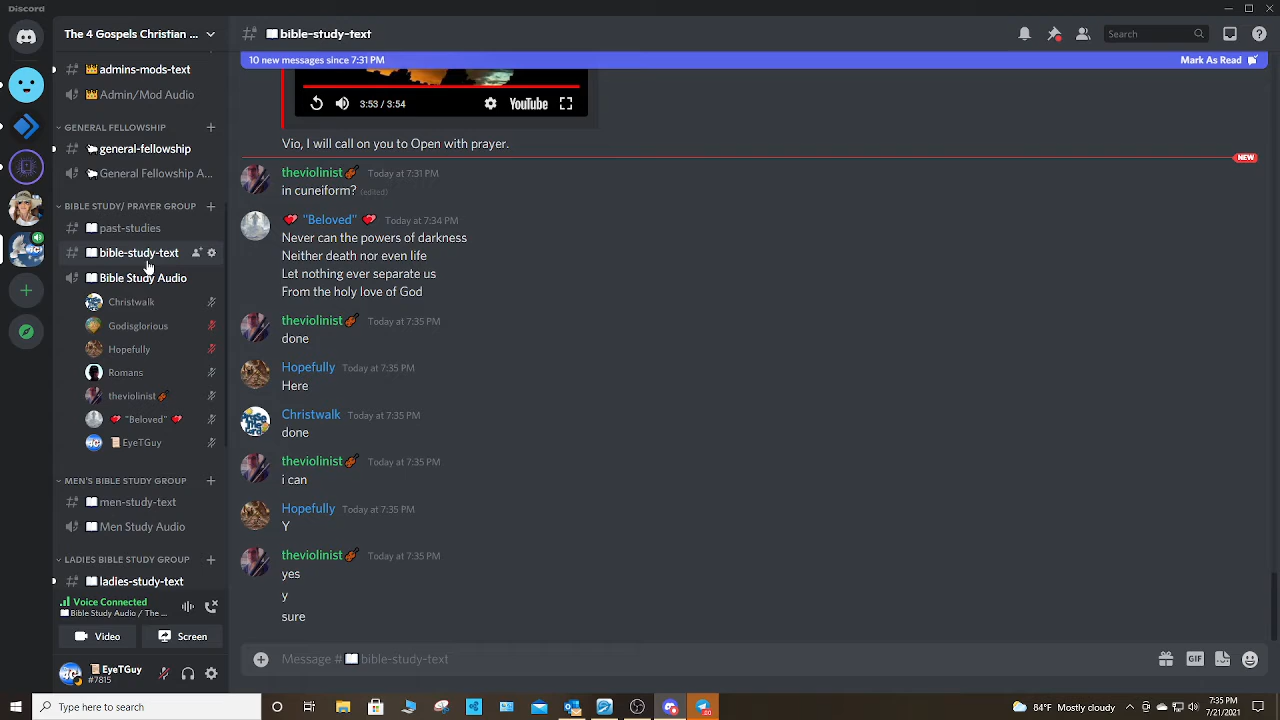 Discord
The 4 Gospels Christian ...
bible-study-text
Search
10 new messages since 7:31 PM
Mark As Read
admins-mods-text
Admin/Mod Audio
GENERAL FELLOWSHIP
general-fellowship
General Fellowship A...
BIBLE STUDY/ PRAYER GROUP
past-studies
bible-study-text
Bible Study Audio
Christwalk
Godisglorious
Hopefully
Romans
theviolinist
"Beloved"
EyeTGuy
MEN'S BIBLE STUDY GROUP
men-study-text
Men Study Audio
LADIES BIBLE STUDY GROUP
ladies-bible-study-text
Voice Connected
Bible Study Audio / The ...
Video
Screen
EyeTGuy
#7815
3:53 / 3:54
YouTube
Vio, I will call on you to Open with prayer.
NEW
theviolinist Today at 7:31 PM
in cuneiform? (edited)
"Beloved" Today at 7:34 PM
Never can the powers of darkness
Neither death nor even life
Let nothing ever separate us
From the holy love of God
theviolinist Today at 7:35 PM
done
Hopefully Today at 7:35 PM
Here
Christwalk Today at 7:35 PM
done
theviolinist Today at 7:35 PM
i can
Hopefully Today at 7:35 PM
Y
theviolinist Today at 7:35 PM
yes
y
sure
Message # bible-study-text
GIF
Type here to search
84°F Mostly cloudy
7:35 PM
7/21/2021